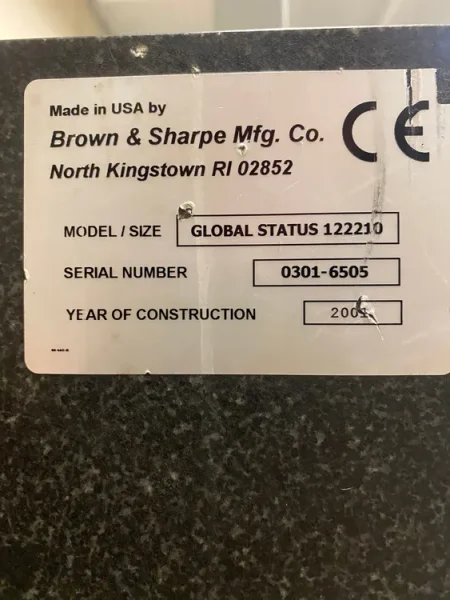 Made in USA by
Brown & Sharpe Mfg. Co.
CE
North Kingstown RI 02852
MODEL / SIZE GLOBAL STATUS 122210
SERIAL NUMBER 0301-6505
YEAR OF CONSTRUCTION 2001